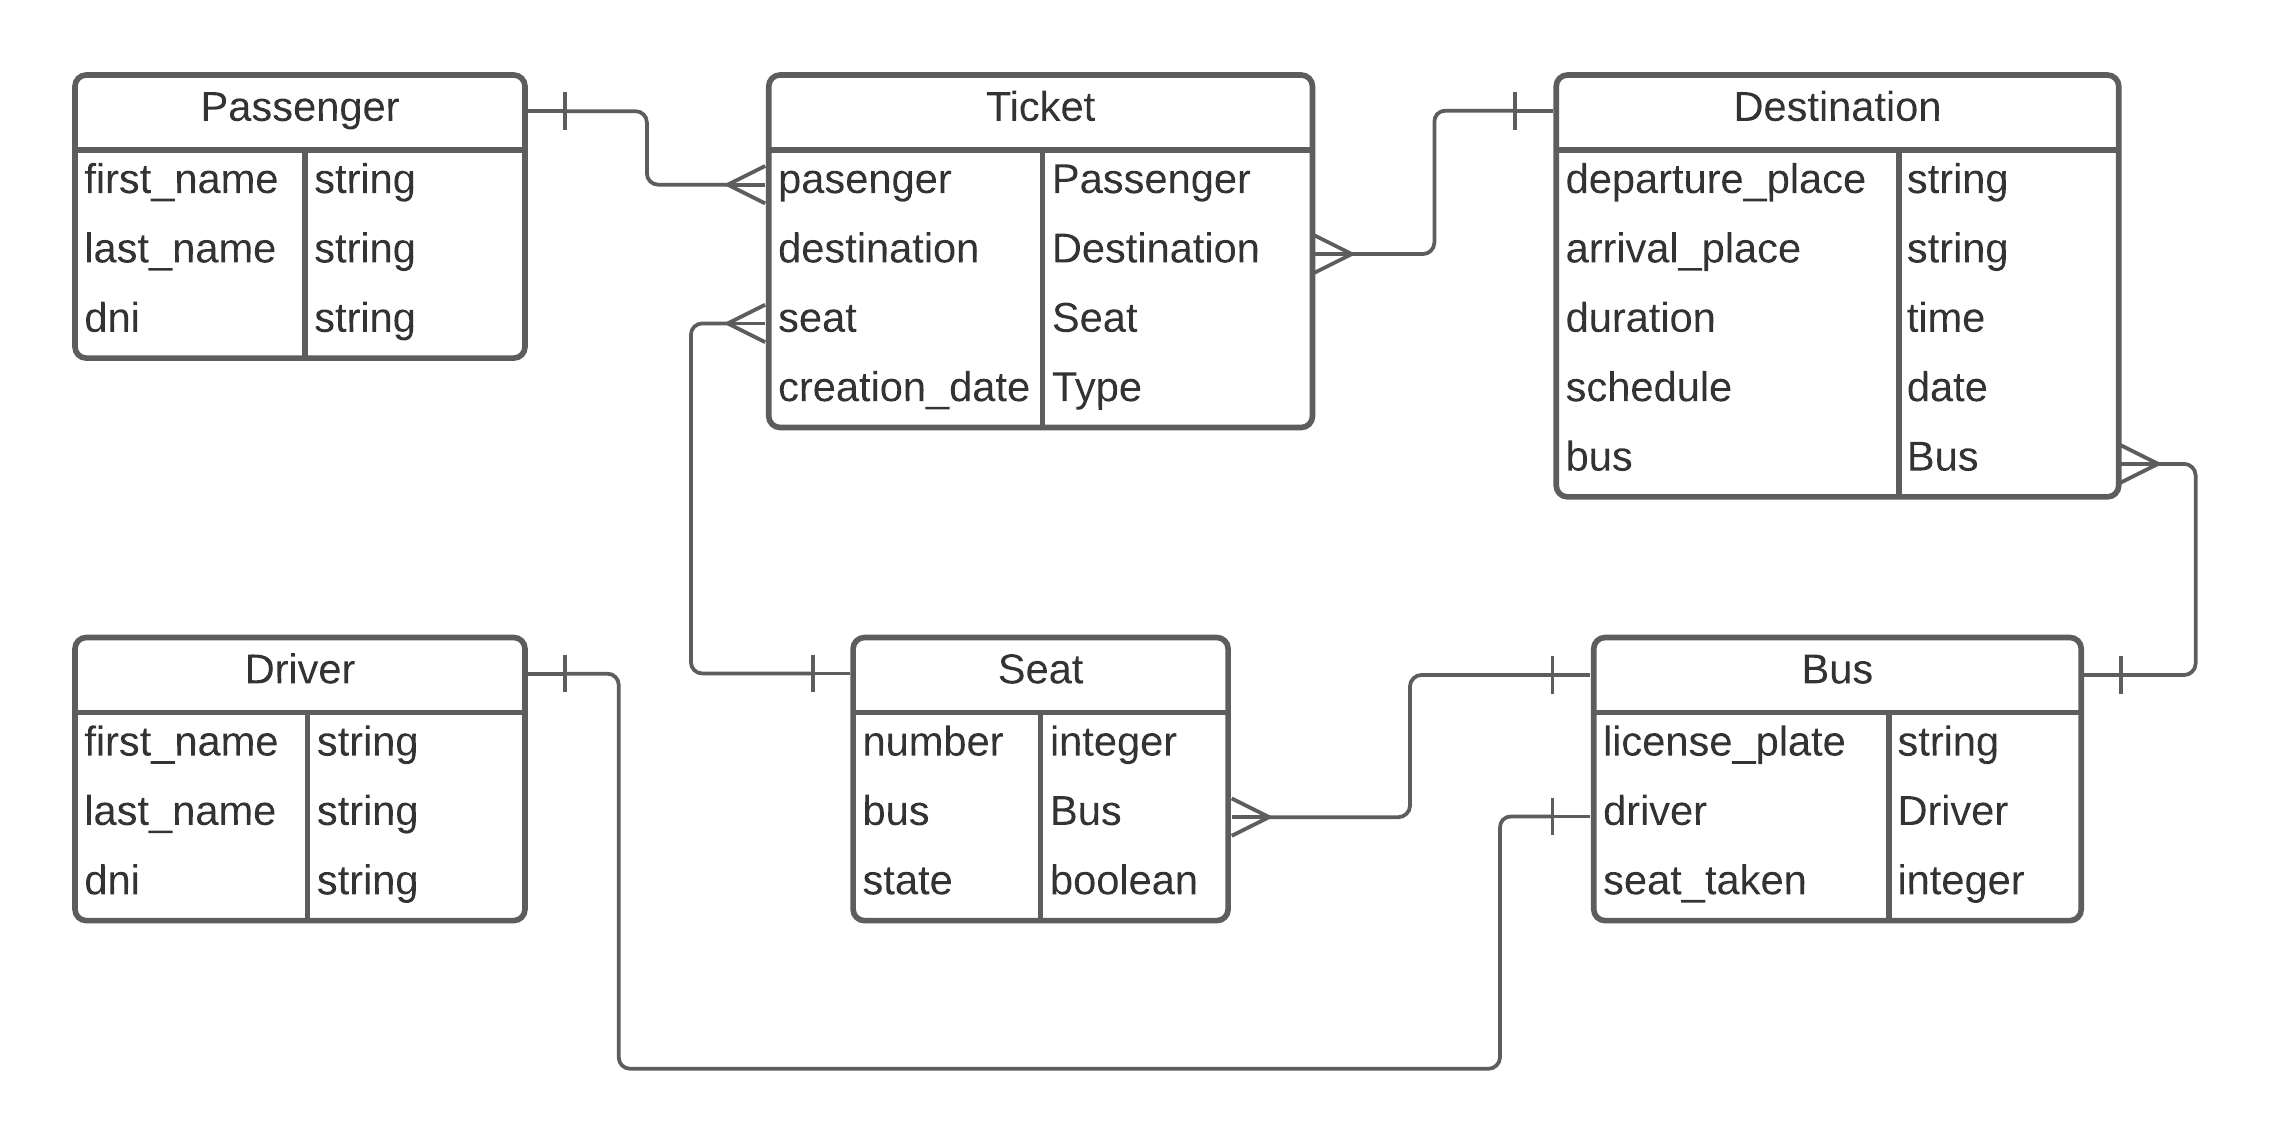 Passenger
first_name string
last_name string
dni string
Ticket
pasenger Passenger
destination Destination
seat Seat
creation_date Type
Destination
departure_place string
arrival_place string
duration time
schedule date
bus Bus
Driver
first_name string
last_name string
dni string
Seat
number integer
bus Bus
state boolean
Bus
license_plate string
driver Driver
seat_taken integer